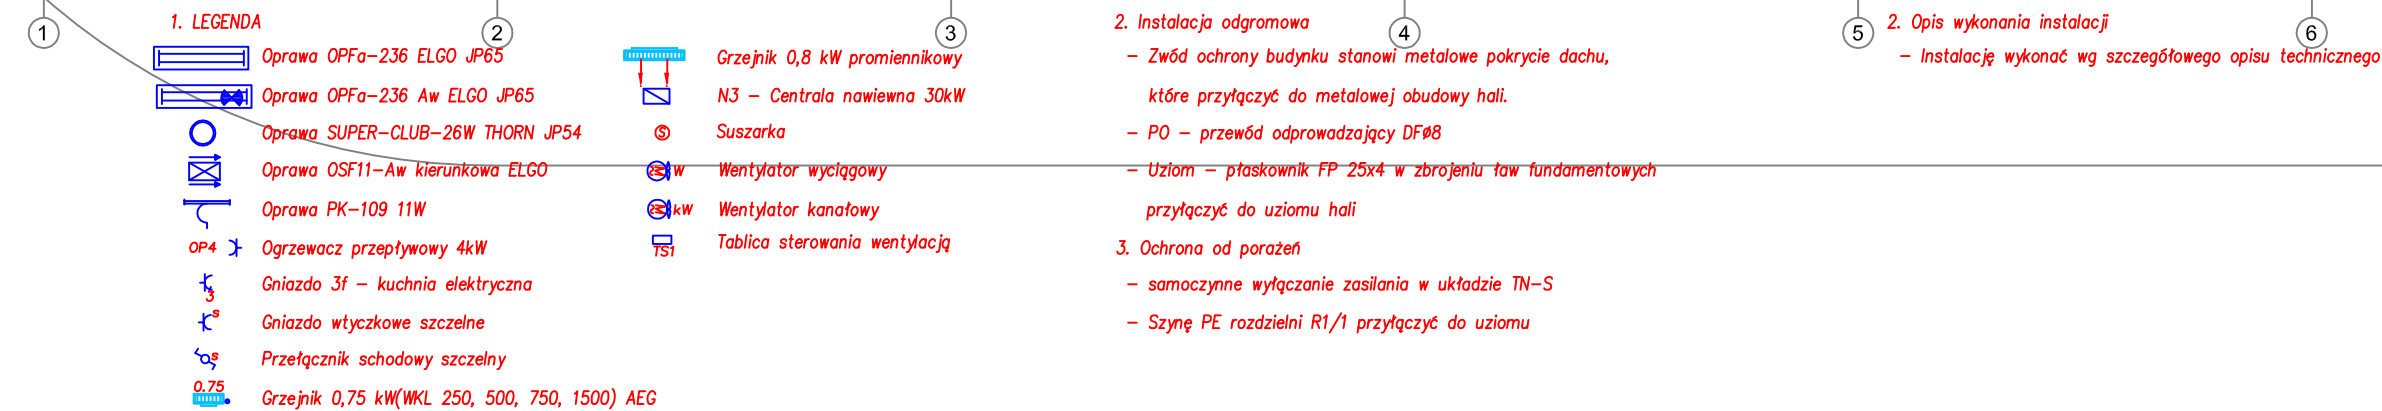 1
2
3
4
5
6
1. LEGENDA
Oprawa OPFa-236 ELGO JP65
Oprawa OPFa-236 Aw ELGO JP65
Oprawa SUPER-CLUB-26W THORN JP54
Oprawa OSF11-Aw kierunkowa ELGO
Oprawa PK-109 11W
OP4 Ogrzewacz przepływowy 4kW
3 Gniazdo 3f - kuchnia elektryczna
s Gniazdo wtyczkowe szczelne
s Przełącznik schodowy szczelny
0.75 Grzejnik 0,75 kW(WKL 250, 500, 750, 1500) AEG
Grzejnik 0,8 kW promiennikowy
N3 - Centrala nawiewna 30kW
S Suszarka
W Wentylator wyciągowy
kW Wentylator kanałowy
TS1 Tablica sterowania wentylacją
2. Instalacja odgromowa
- Zwód ochrony budynku stanowi metalowe pokrycie dachu,
które przyłączyć do metalowej obudowy hali.
- PO - przewód odprowadzający DFø8
- Uziom - płaskownik FP 25x4 w zbrojeniu ław fundamentowych
przyłączyć do uziomu hali
3. Ochrona od porażeń
- samoczynne wyłączanie zasilania w układzie TN-S
- Szynę PE rozdzielni R1/1 przyłączyć do uziomu
2. Opis wykonania instalacji
- Instalację wykonać wg szczegółowego opisu technicznego